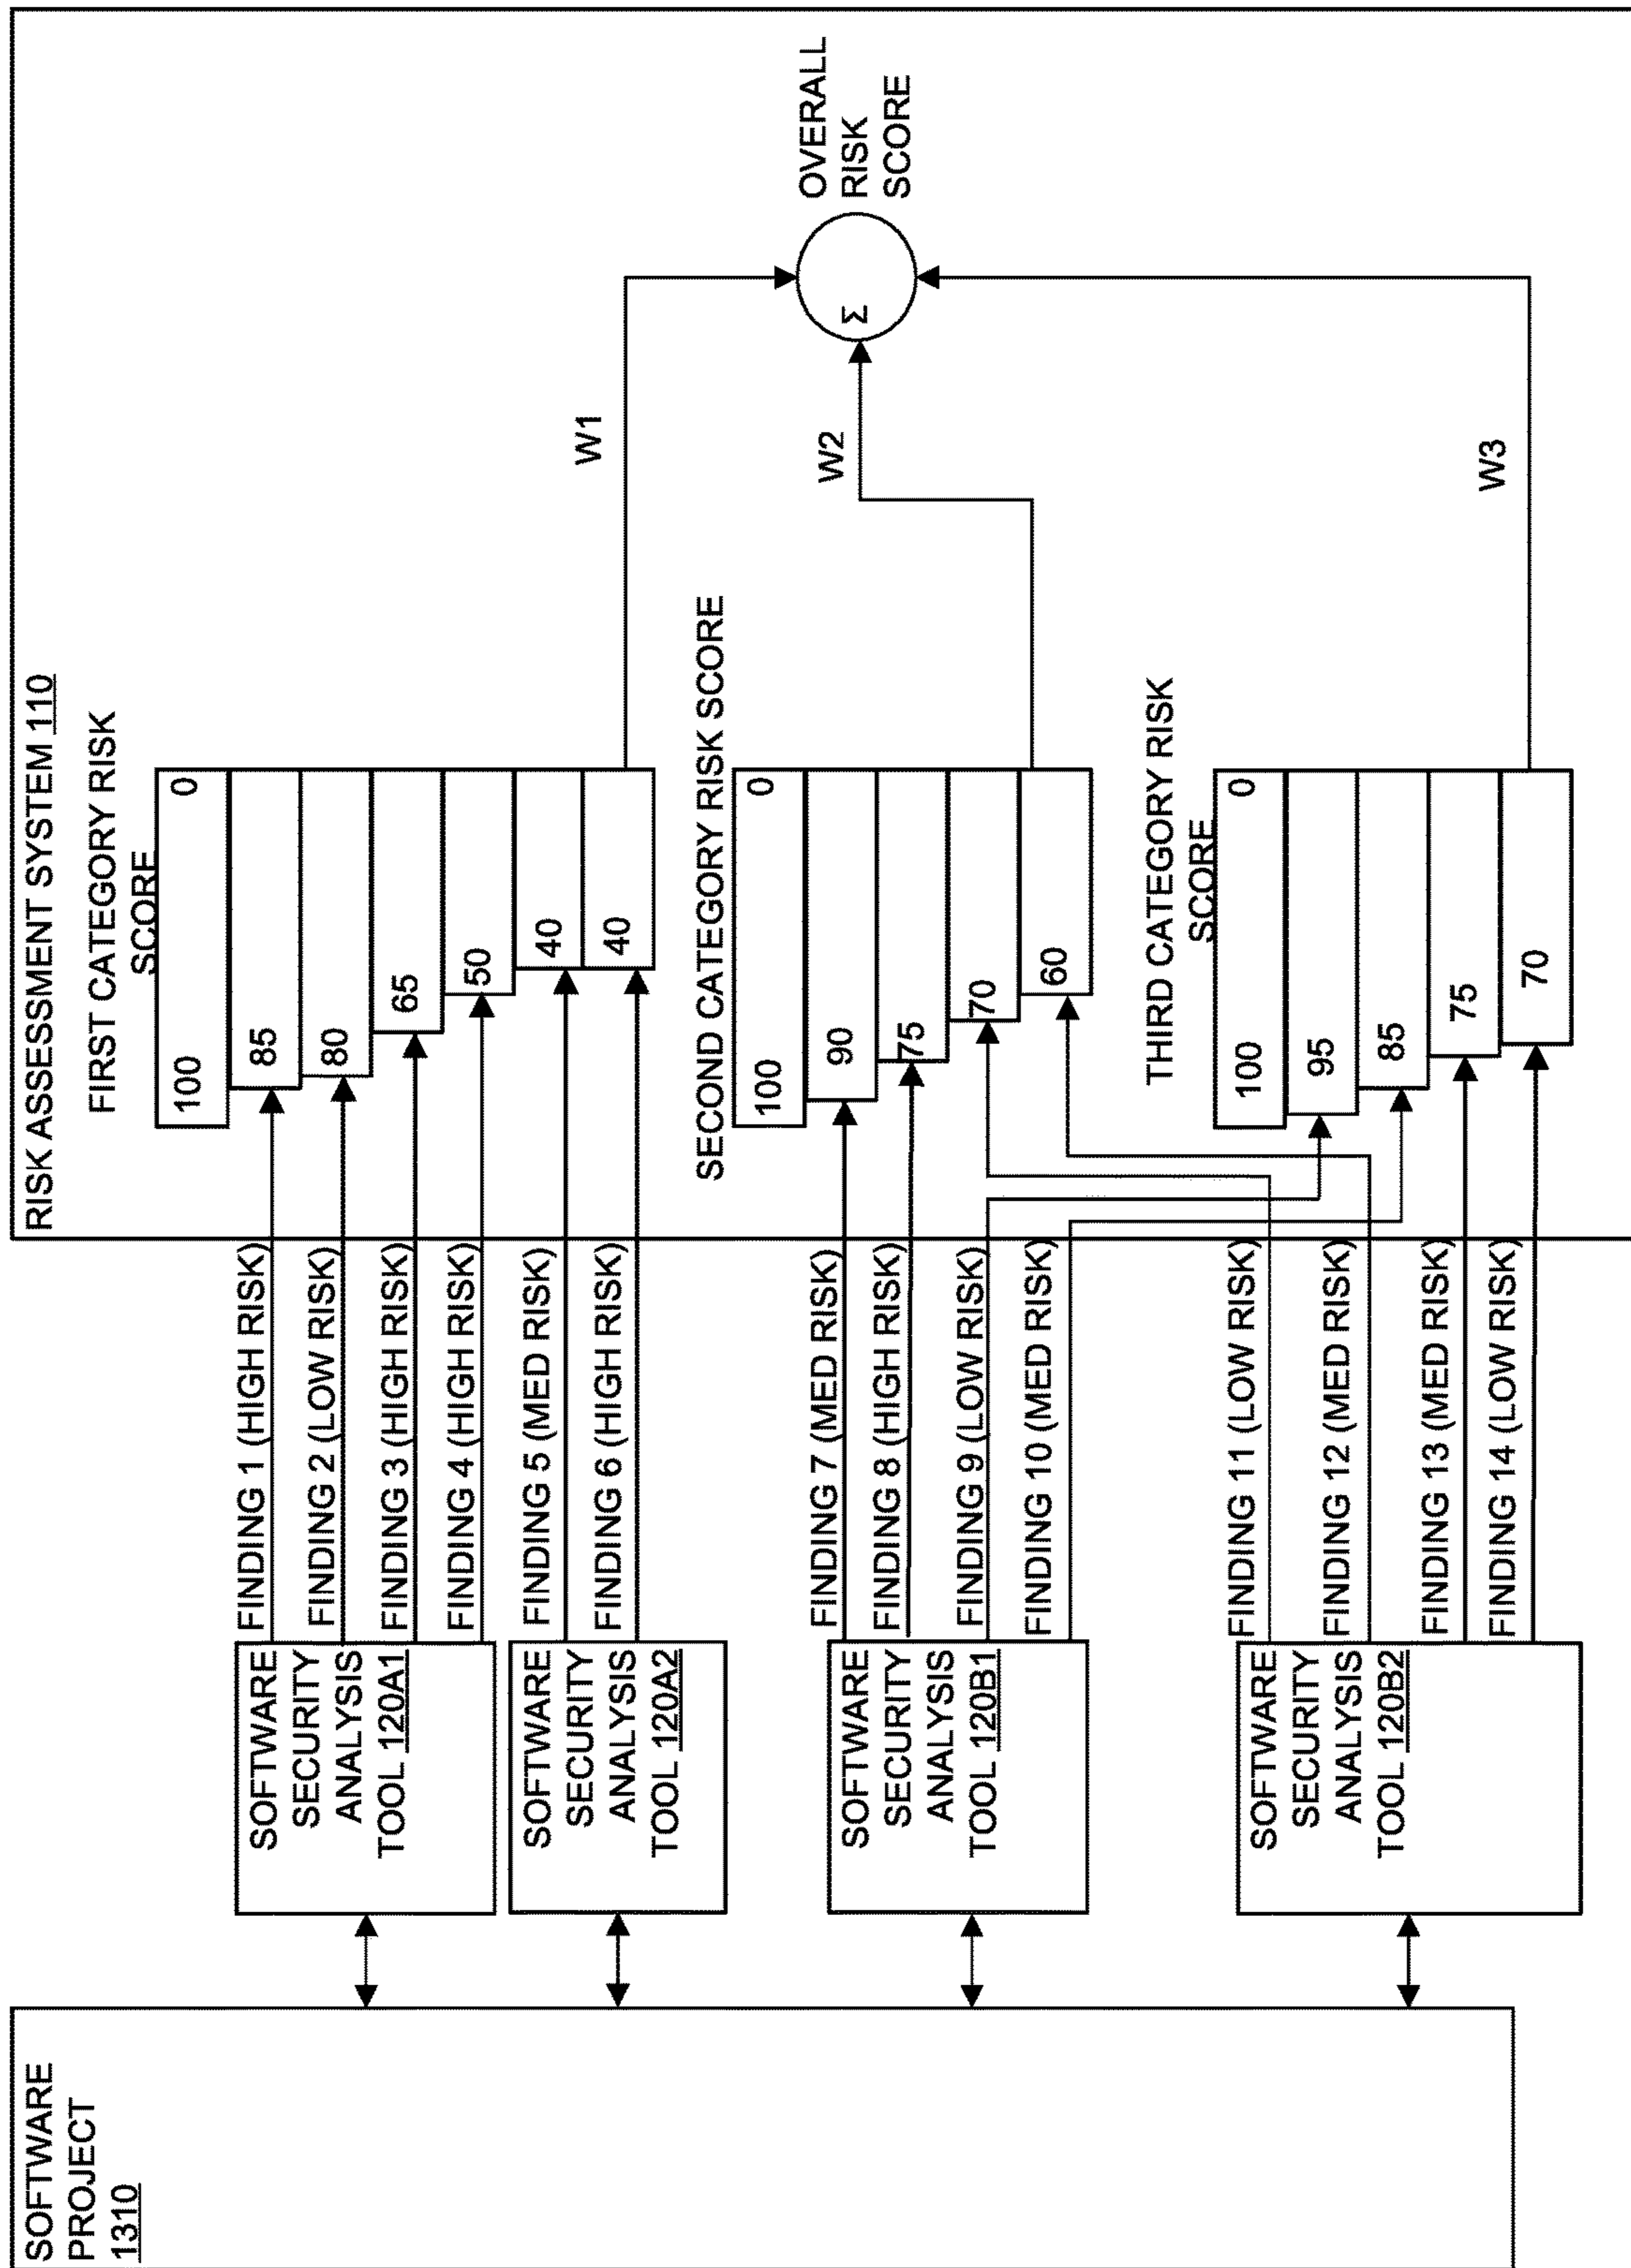 SOFTWARE
PROJECT
1310
SOFTWARE
SECURITY
ANALYSIS
TOOL 120A1
SOFTWARE
SECURITY
ANALYSIS
TOOL 120A2
SOFTWARE
SECURITY
ANALYSIS
TOOL 120B1
SOFTWARE
SECURITY
ANALYSIS
TOOL 120B2
FINDING 1 (HIGH RISK)
FINDING 2 (LOW RISK)
FINDING 3 (HIGH RISK)
FINDING 4 (HIGH RISK)
FINDING 5 (MED RISK)
FINDING 6 (HIGH RISK)
FINDING 7 (MED RISK)
FINDING 8 (HIGH RISK)
FINDING 9 (LOW RISK)
FINDING 10 (MED RISK)
FINDING 11 (LOW RISK)
FINDING 12 (MED RISK)
FINDING 13 (MED RISK)
FINDING 14 (LOW RISK)
RISK ASSESSMENT SYSTEM 110
FIRST CATEGORY RISK
SCORE
100 0
85
80
65
50
40
40
SECOND CATEGORY RISK SCORE
100 0
90
75
70
60
THIRD CATEGORY RISK
SCORE
100 0
95
85
75
70
W1
W2
W3
Σ
OVERALL
RISK
SCORE